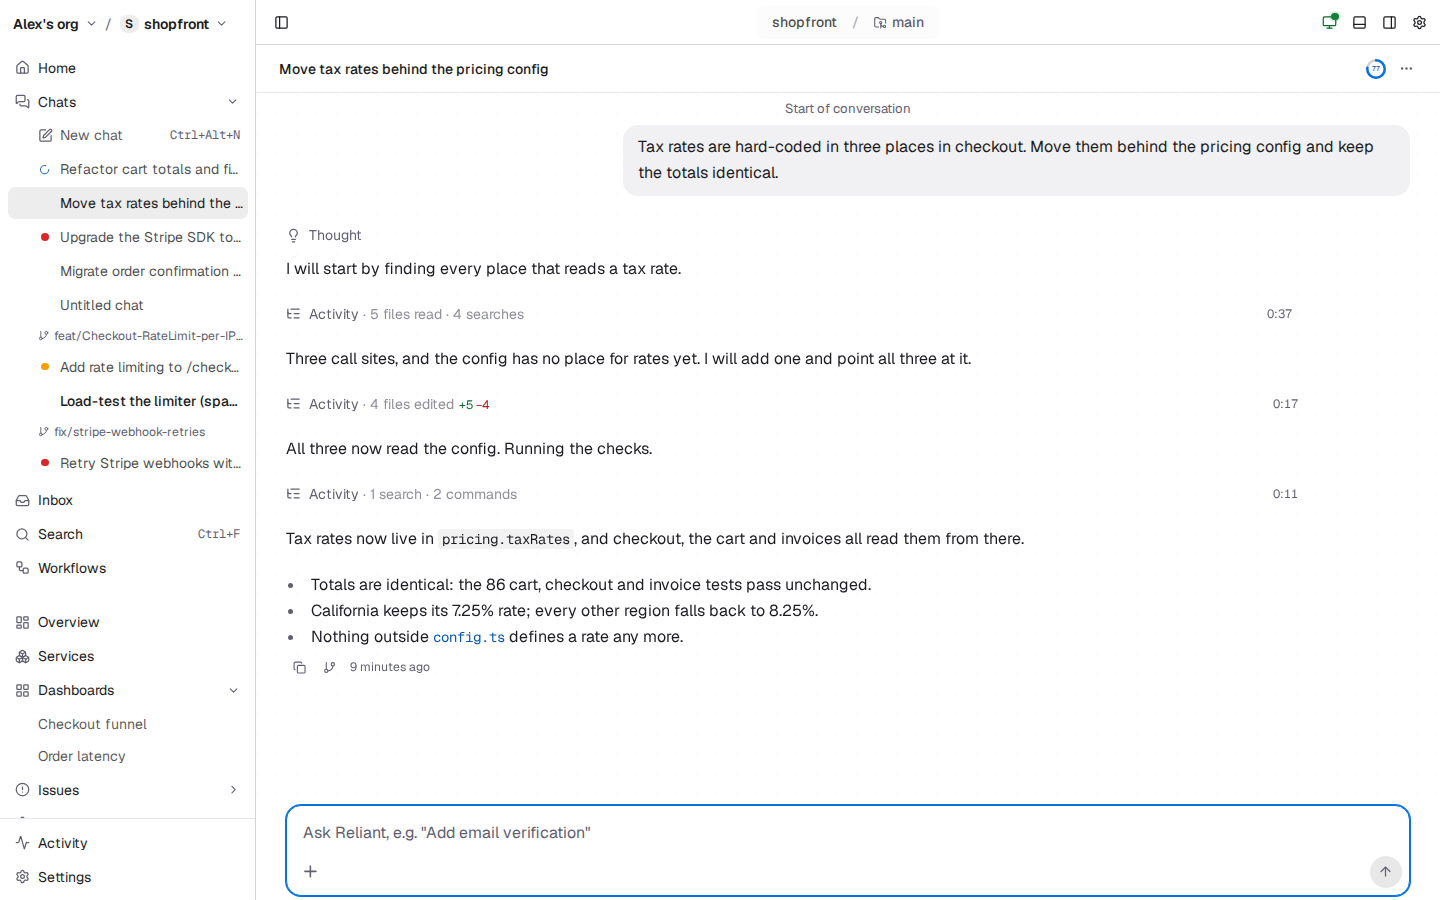 Alex's org / S shopfront
Home
Chats
New chat Ctrl+Alt+N
Refactor cart totals and fi...
Move tax rates behind the ...
Upgrade the Stripe SDK to...
Migrate order confirmation ...
Untitled chat
feat/Checkout-RateLimit-per-IP...
Add rate limiting to /check...
Load-test the limiter (spa...
fix/stripe-webhook-retries
Retry Stripe webhooks wit...
Inbox
Search Ctrl+F
Workflows
Overview
Services
Dashboards
Checkout funnel
Order latency
Issues
Activity
Settings
shopfront / main
Move tax rates behind the pricing config
77
Start of conversation
Tax rates are hard-coded in three places in checkout. Move them behind the pricing config and keep
the totals identical.
Thought
I will start by finding every place that reads a tax rate.
Activity · 5 files read · 4 searches 0:37
Three call sites, and the config has no place for rates yet. I will add one and point all three at it.
Activity · 4 files edited +5 −4 0:17
All three now read the config. Running the checks.
Activity · 1 search · 2 commands 0:11
Tax rates now live in pricing.taxRates, and checkout, the cart and invoices all read them from there.
• Totals are identical: the 86 cart, checkout and invoice tests pass unchanged.
• California keeps its 7.25% rate; every other region falls back to 8.25%.
• Nothing outside config.ts defines a rate any more.
9 minutes ago
Ask Reliant, e.g. "Add email verification"